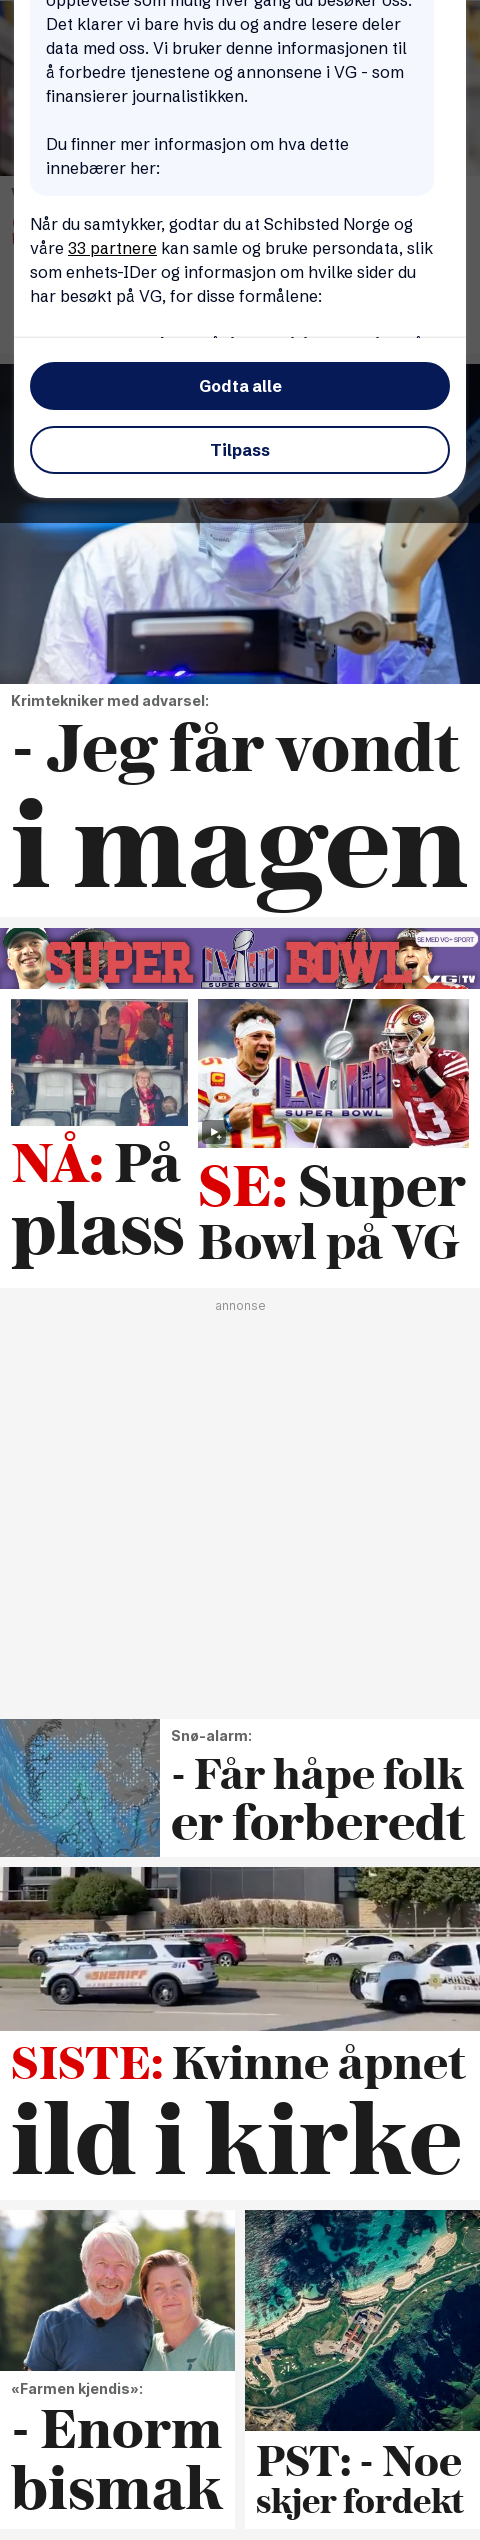 opplevelse som mulig hver gang du besøker oss.
Det klarer vi bare hvis du og andre lesere deler
data med oss. Vi bruker denne informasjonen til
å forbedre tjenestene og annonsene i VG - som
finansierer journalistikken.
Du finner mer informasjon om hva dette
innebærer her:
Når du samtykker, godtar du at Schibsted Norge og
våre 33 partnere kan samle og bruke persondata, slik
som enhets-IDer og informasjon om hvilke sider du
har besøkt på VG, for disse formålene:
Godta alle
Tilpass
Krimtekniker med advarsel:
- Jeg får vondt
i magen
SUPER LVIII BOWL
SUPER BOWL
SE MED VG+ SPORT
VGTV
LVIII
SUPER BOWL
15
13
NÅ: På
plass
SE: Super
Bowl på VG
annonse
Snø-alarm:
- Får håpe folk
er forberedt
SHERIFF
911
SISTE: Kvinne åpnet
ild i kirke
«Farmen kjendis»:
- Enorm
bismak
PST: - Noe
skjer fordekt